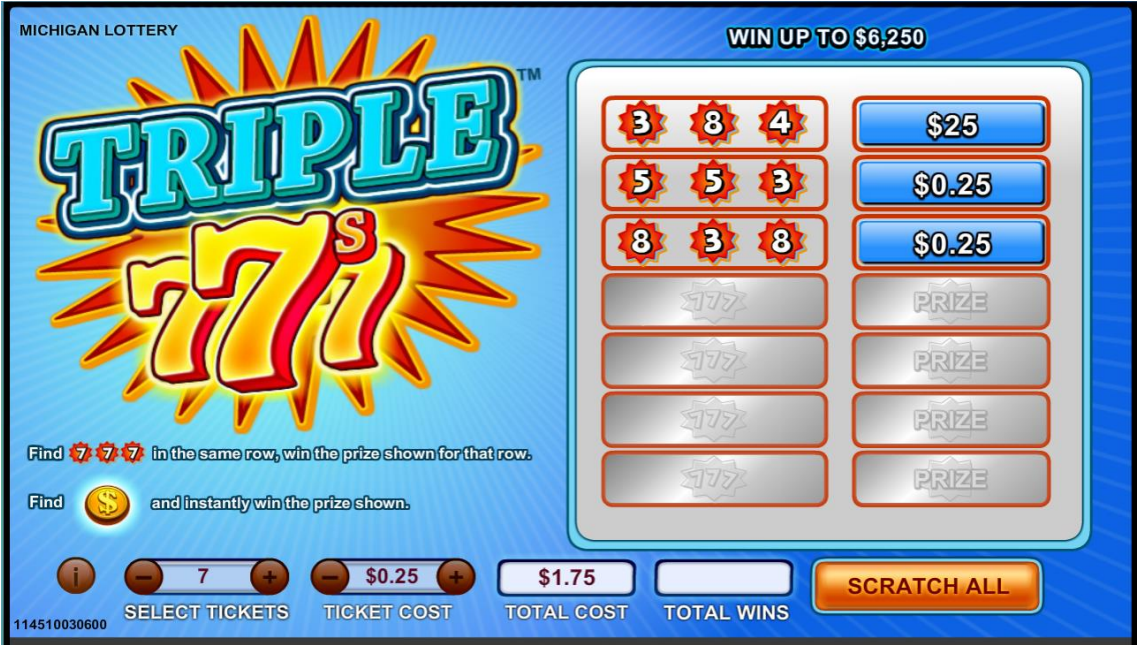 MICHIGAN LOTTERY
WIN UP TO $6,250
TRIPLE™
777's
3 8 4 $25
5 5 3 $0.25
8 3 8 $0.25
777 PRIZE
777 PRIZE
777 PRIZE
777 PRIZE
Find 7 7 7 in the same row, win the prize shown for that row.
Find $ and instantly win the prize shown.
i − 7 + − $0.25 + $1.75 SCRATCH ALL
SELECT TICKETS TICKET COST TOTAL COST TOTAL WINS
114510030600